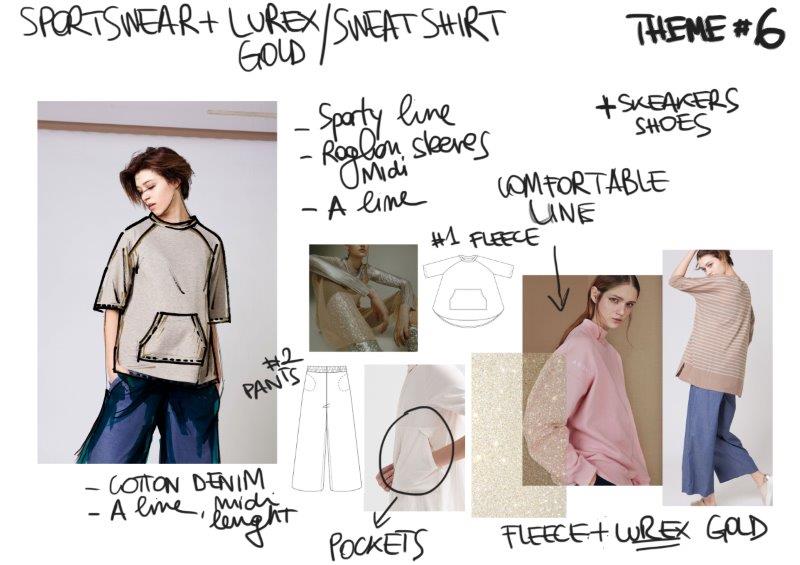 SPORTSWEAR + LUREX/SWEATSHIRT
GOLD
THEME #6
- Sporty line
- Raglan sleeves
Midi
- A line
+ SKEAKERS
SHOES
COMFORTABLE
LINE
#1 FLEECE
#2
PANTS
- COTTON DENIM
- A line, midi
lenght
POCKETS
FLEECE + LUREX GOLD